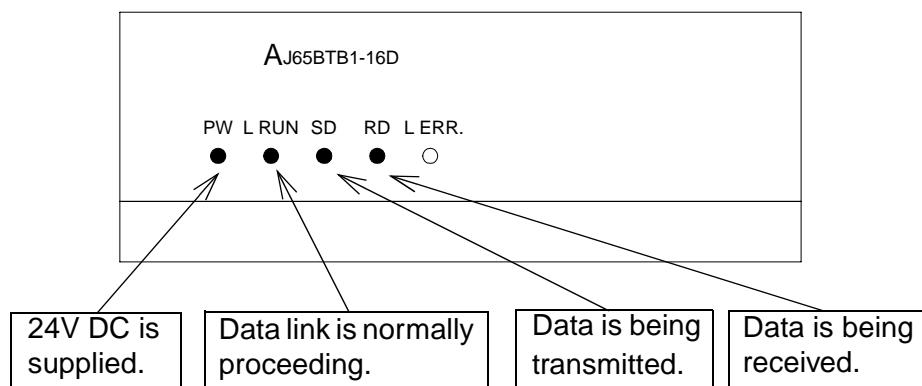 AJ65BTB1-16D
PW L RUN SD RD L ERR.
24V DC is
supplied.
Data link is normally
proceeding.
Data is being
transmitted.
Data is being
received.